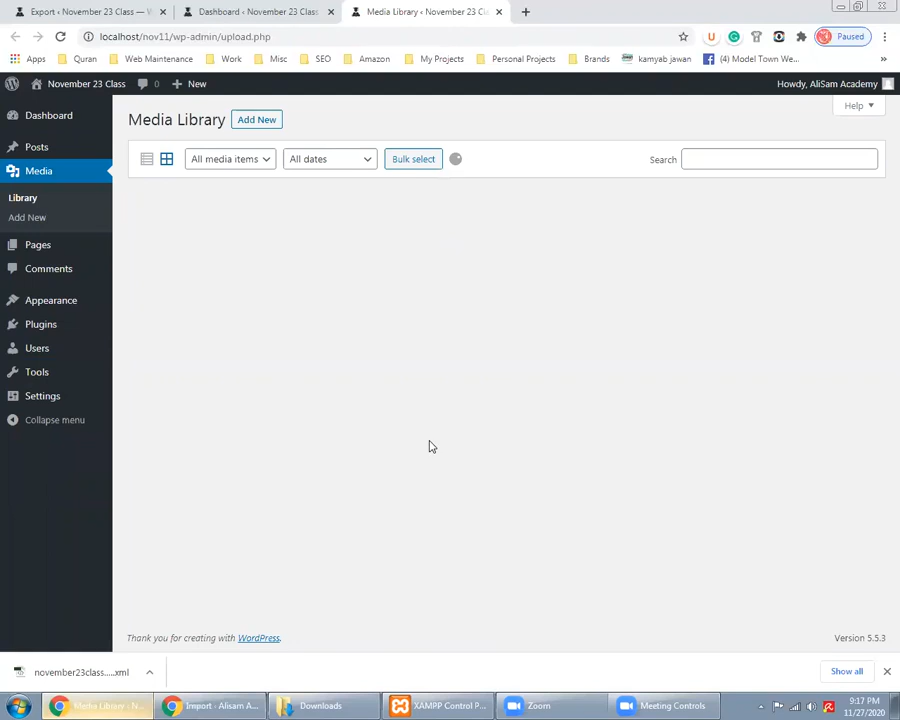 Export ‹ November 23 Class — W
Dashboard ‹ November 23 Class
Media Library ‹ November 23 Cl
localhost/nov11/wp-admin/upload.php
Paused
Apps
Quran
Web Maintenance
Work
Misc
SEO
Amazon
My Projects
Personal Projects
Brands
kamyab jawan
(4) Model Town We...
»
November 23 Class
0
New
Howdy, AliSam Academy
Dashboard
Posts
Media
Library
Add New
Pages
Comments
Appearance
Plugins
Users
Tools
Settings
Collapse menu
Media Library
Add New
Help
All media items
All dates
Bulk select
Search
Thank you for creating with WordPress.
Version 5.5.3
november23class.....xml
Show all
Media Library ‹ N...
Import - Alisam A...
Downloads
XAMPP Control P...
Zoom
Meeting Controls
9:17 PM
11/27/2020